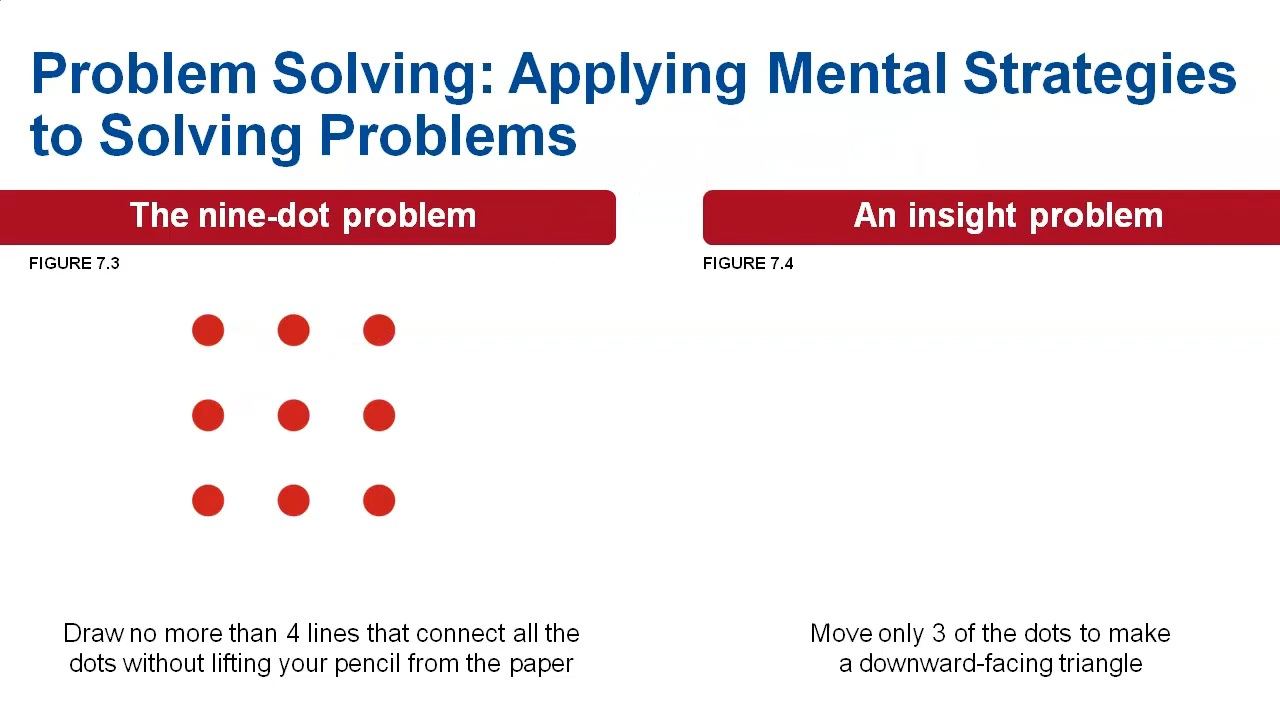 Problem Solving: Applying Mental Strategies
to Solving Problems
The nine-dot problem
FIGURE 7.3
Draw no more than 4 lines that connect all the
dots without lifting your pencil from the paper
An insight problem
FIGURE 7.4
Move only 3 of the dots to make
a downward-facing triangle